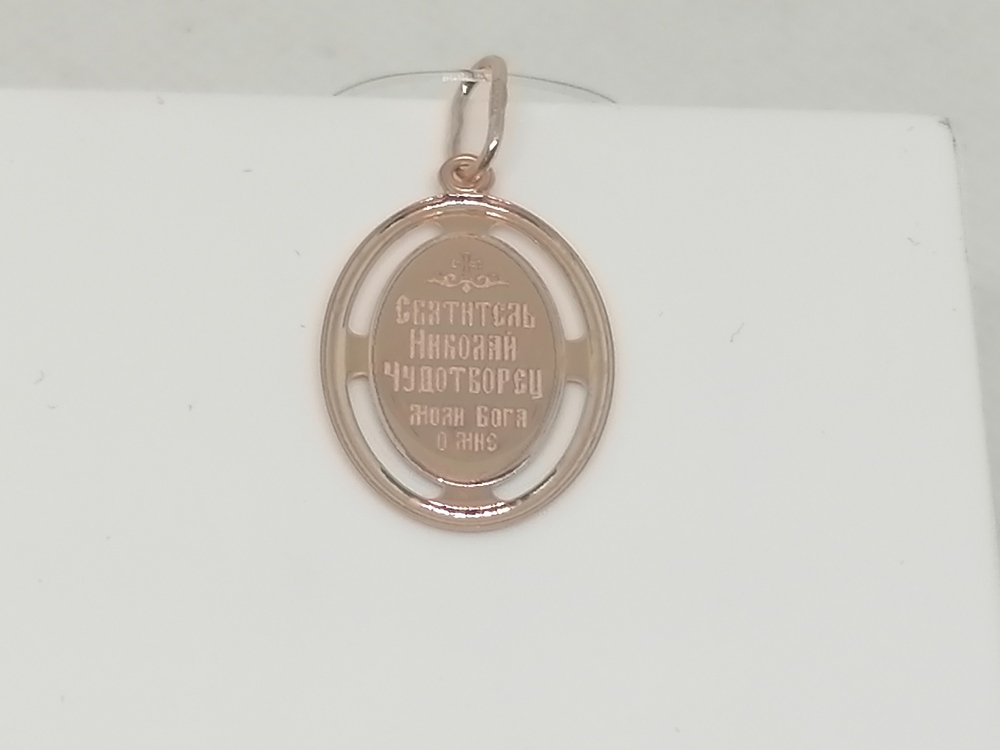 Святитель
Николай
Чудотворец
моли Бога
о мне